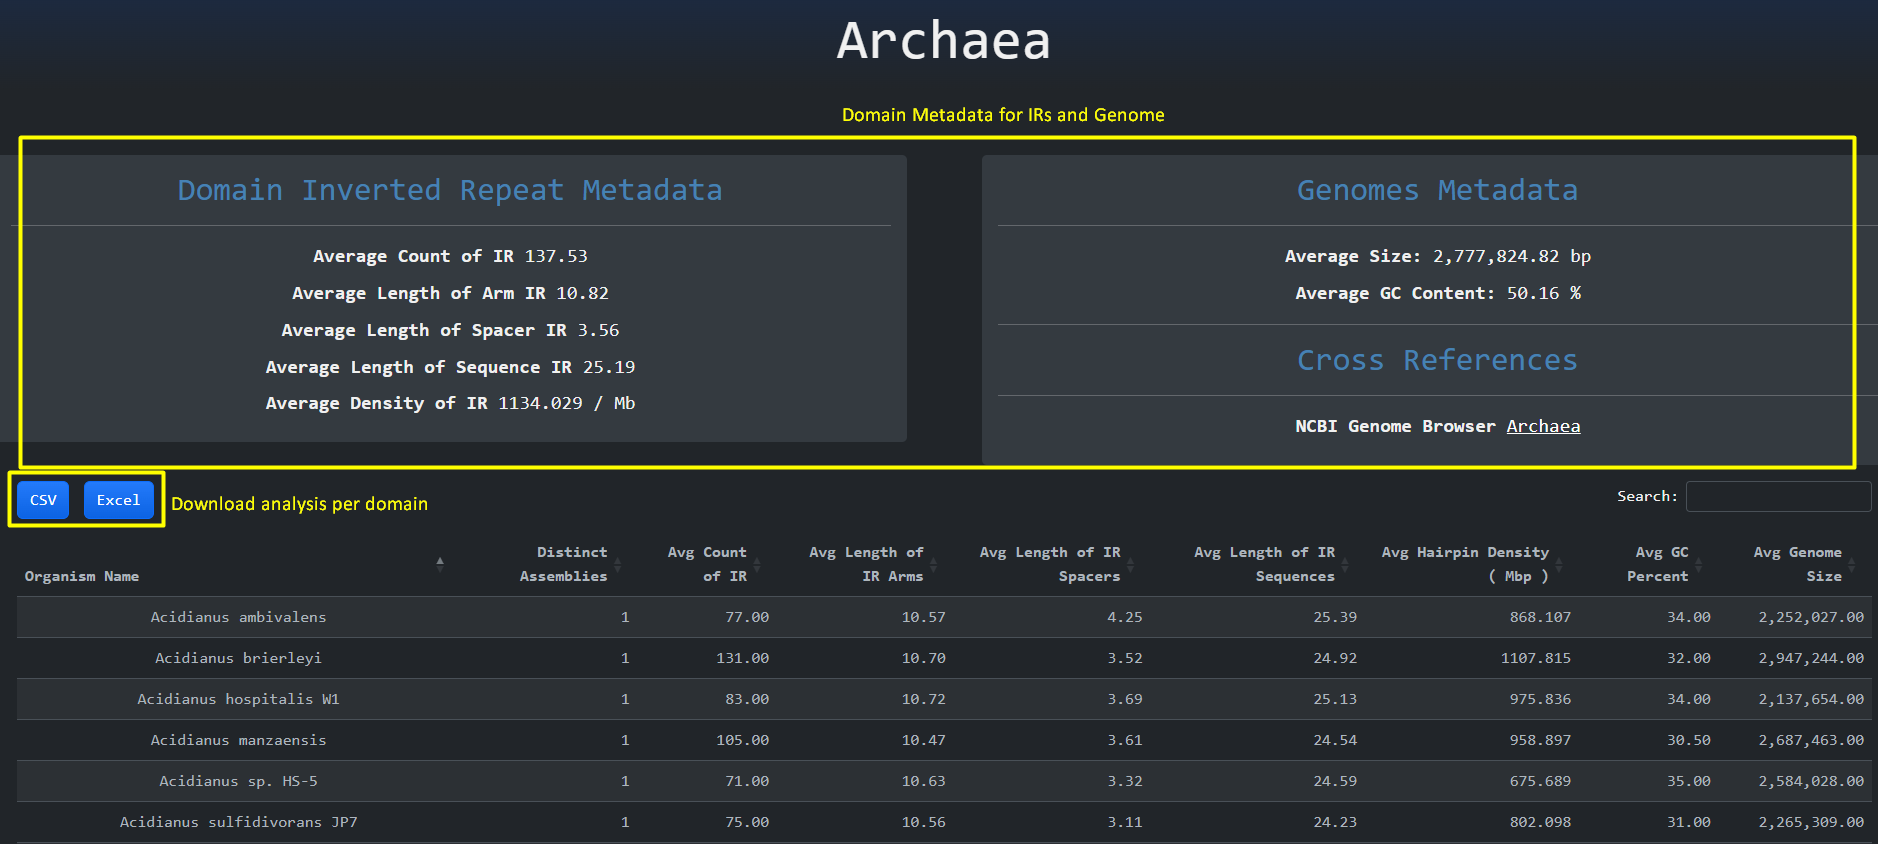 Archaea
Domain Metadata for IRs and Genome
Domain Inverted Repeat Metadata
Average Count of IR 137.53
Average Length of Arm IR 10.82
Average Length of Spacer IR 3.56
Average Length of Sequence IR 25.19
Average Density of IR 1134.029 / Mb
Genomes Metadata
Average Size: 2,777,824.82 bp
Average GC Content: 50.16 %
Cross References
NCBI Genome Browser Archaea
CSV Excel Download analysis per domain
Search:
Organism Name Distinct Assemblies Avg Count of IR Avg Length of IR Arms Avg Length of IR Spacers Avg Length of IR Sequences Avg Hairpin Density ( Mbp ) Avg GC Percent Avg Genome Size
Acidianus ambivalens 1 77.00 10.57 4.25 25.39 868.107 34.00 2,252,027.00
Acidianus brierleyi 1 131.00 10.70 3.52 24.92 1107.815 32.00 2,947,244.00
Acidianus hospitalis W1 1 83.00 10.72 3.69 25.13 975.836 34.00 2,137,654.00
Acidianus manzaensis 1 105.00 10.47 3.61 24.54 958.897 30.50 2,687,463.00
Acidianus sp. HS-5 1 71.00 10.63 3.32 24.59 675.689 35.00 2,584,028.00
Acidianus sulfidivorans JP7 1 75.00 10.56 3.11 24.23 802.098 31.00 2,265,309.00